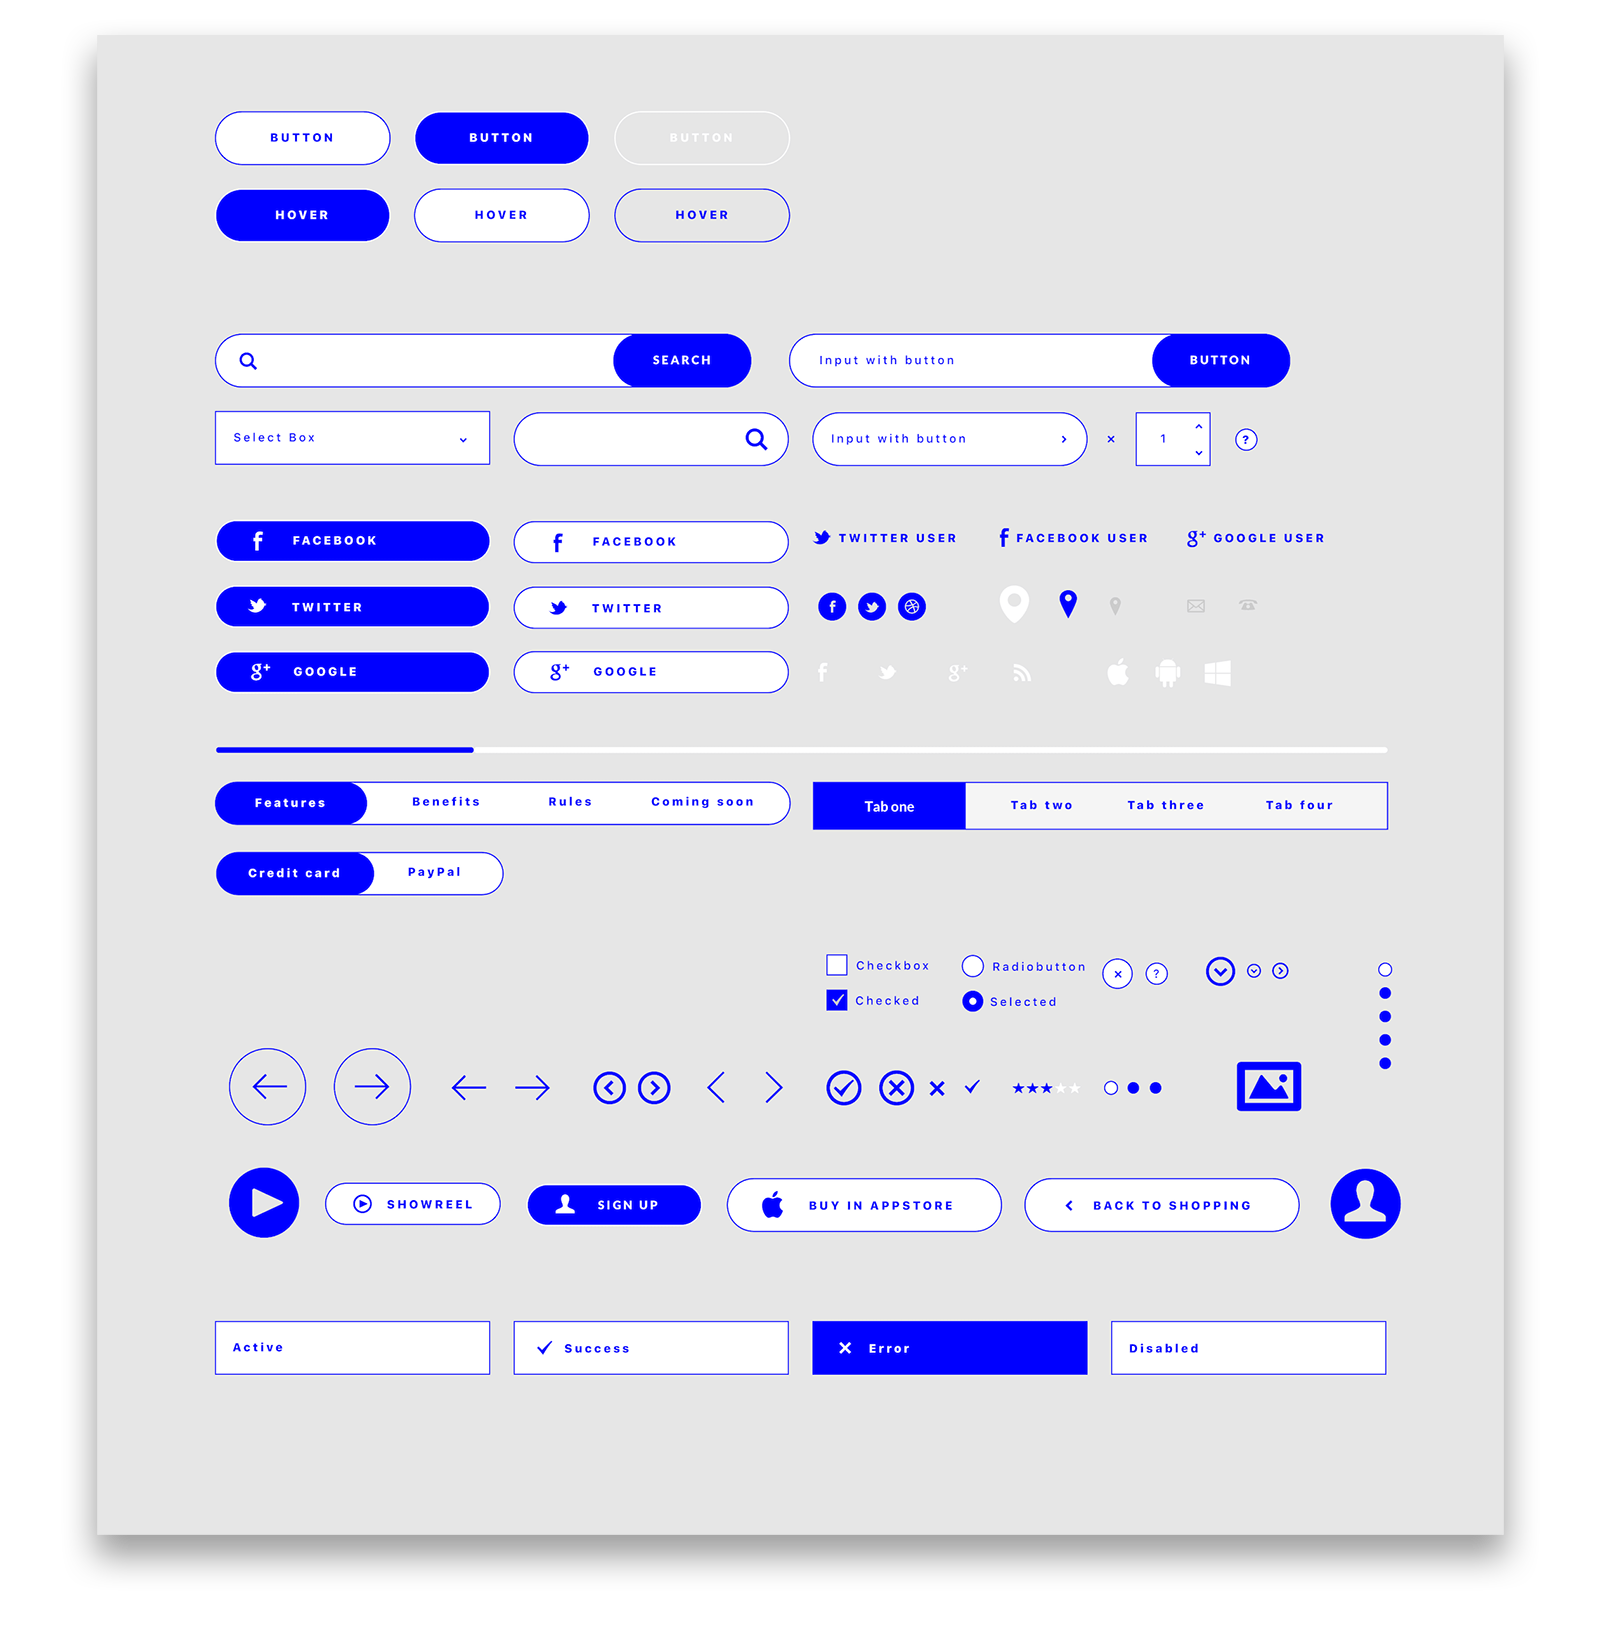 BUTTON BUTTON BUTTON
HOVER HOVER HOVER
SEARCH Input with button BUTTON
Select Box Input with button 1 ?
FACEBOOK FACEBOOK TWITTER USER FACEBOOK USER g+ GOOGLE USER
TWITTER TWITTER
g+ GOOGLE g+ GOOGLE g+
Features Benefits Rules Coming soon Tab one Tab two Tab three Tab four
Credit card PayPal
Checkbox Radiobutton ?
Checked Selected
SHOWREEL SIGN UP BUY IN APPSTORE BACK TO SHOPPING
Active Success Error Disabled